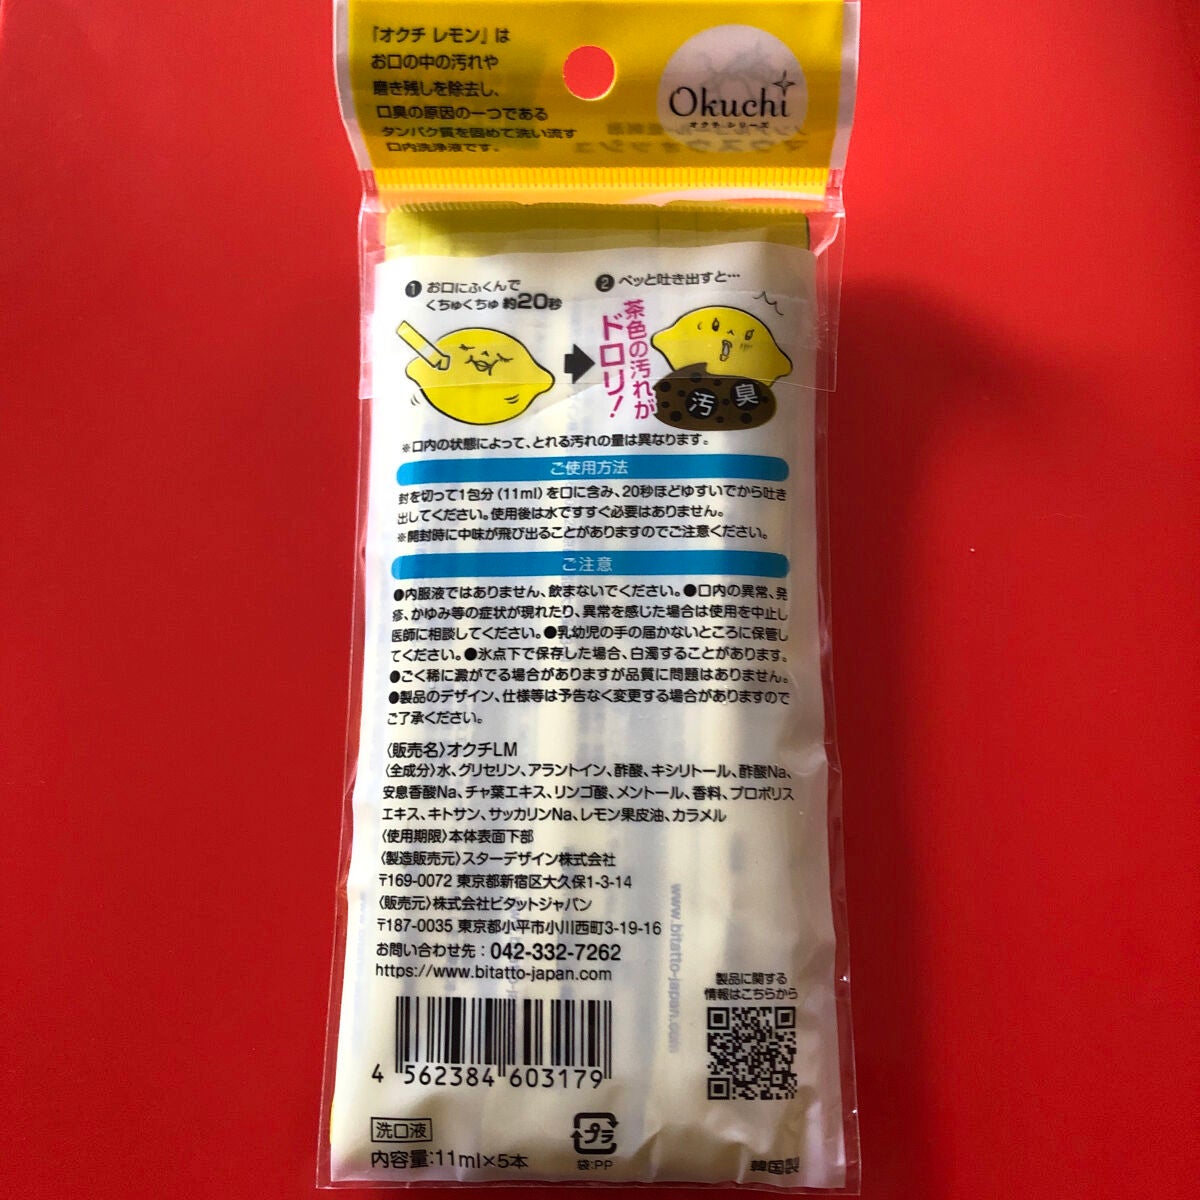 「オクチ レモン」は
お口の中の汚れや
磨き残しを除去し、
口臭の原因の一つである
タンパク質を固めて洗い流す
口内洗浄液です。
Okuchi
オクチシリーズ
マウスウォッシュ
❶ お口にふくんで
くちゅくちゅ 約20秒
❷ ペッと吐き出すと…
茶色の汚れが
ドロリ!
汚
臭
※口内の状態によって、とれる汚れの量は異なります。
ご使用方法
封を切って1包分（11ml）を口に含み、20秒ほどゆすいでから吐き
出してください。使用後は水ですすぐ必要はありません。
※開封時に中味が飛び出ることがありますのでご注意ください。
ご注意
●内服液ではありません、飲まないでください。●口内の異常、発
疹、かゆみ等の症状が現れたり、異常を感じた場合は使用を中止し
医師に相談してください。●乳幼児の手の届かないところに保管し
てください。●氷点下で保存した場合、白濁することがあります。
●ごく稀に澱がでる場合がありますが品質に問題はありません。
●製品のデザイン、仕様等は予告なく変更する場合がありますので
ご了承ください。
〈販売名〉オクチLM
〈全成分〉水、グリセリン、アラントイン、酢酸、キシリトール、酢酸Na、
安息香酸Na、チャ葉エキス、リンゴ酸、メントール、香料、プロポリス
エキス、キトサン、サッカリンNa、レモン果皮油、カラメル
〈使用期限〉本体表面下部
〈製造販売元〉スターデザイン株式会社
〒169-0072 東京都新宿区大久保1-3-14
〈販売元〉株式会社ビタットジャパン
〒187-0035 東京都小平市小川西町3-19-16
お問い合わせ先：042-332-7262
https://www.bitatto-japan.com
www.bitatto-japan.com
製品に関する
情報はこちらから
4 562384 603179
洗口液
内容量:11ml×5本
プラ
袋:PP
韓国製